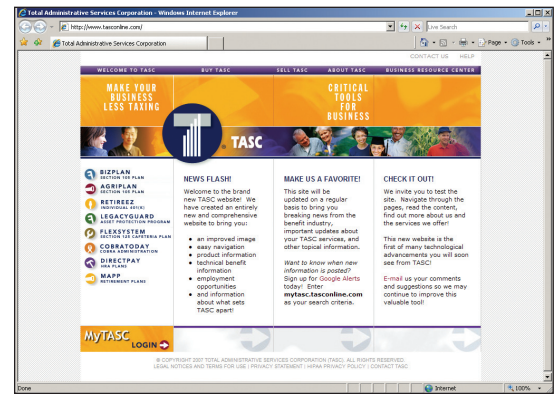 Total Administrative Services Corporation - Windows Internet Explorer
http://www.tasconline.com/
Live Search
Total Administrative Services Corporation
Page
Tools
CONTACT US HELP
WELCOME TO TASC BUY TASC SELL TASC ABOUT TASC BUSINESS RESOURCE CENTER
MAKE YOUR
BUSINESS
LESS TAXING
CRITICAL
TOOLS
FOR
BUSINESS
TASC
BIZPLAN
SECTION 105 PLAN
AGRIPLAN
SECTION 105 PLAN
RETIREEZ
INDIVIDUAL 401(K)
LEGACYGUARD
ASSET PROTECTION PROGRAM
FLEXSYSTEM
SECTION 125 CAFETERIA PLAN
COBRATODAY
COBRA ADMINISTRATION
DIRECTPAY
HRA PLANS
MAPP
RETIREMENT PLANS
MyTASC
LOGIN
NEWS FLASH!
Welcome to the brand
new TASC website! We
have created an entirely
new and comprehensive
website to bring you:
• an improved image
• easy navigation
• product information
• technical benefit
information
• employment
opportunities
• and information
about what sets
TASC apart!
MAKE US A FAVORITE!
This site will be
updated on a regular
basis to bring you
breaking news from the
benefit industry,
important updates about
your TASC services, and
other topical information.
Want to know when new
information is posted?
Sign up for Google Alerts
today! Enter
mytasc.tasconline.com
as your search criteria.
CHECK IT OUT!
We invite you to test the
site. Navigate through the
pages, read the content,
find out more about us and
the services we offer!
This new website is the
first of many technological
advancements you will soon
see from TASC!
E-mail us your comments
and suggestions so we may
continue to improve this
valuable tool!
© COPYRIGHT 2007 TOTAL ADMINISTRATIVE SERVICES CORPORATION (TASC). ALL RIGHTS RESERVED.
LEGAL NOTICES AND TERMS FOR USE | PRIVACY STATEMENT | HIPAA PRIVACY POLICY | CONTACT TASC
Done
Internet
100%